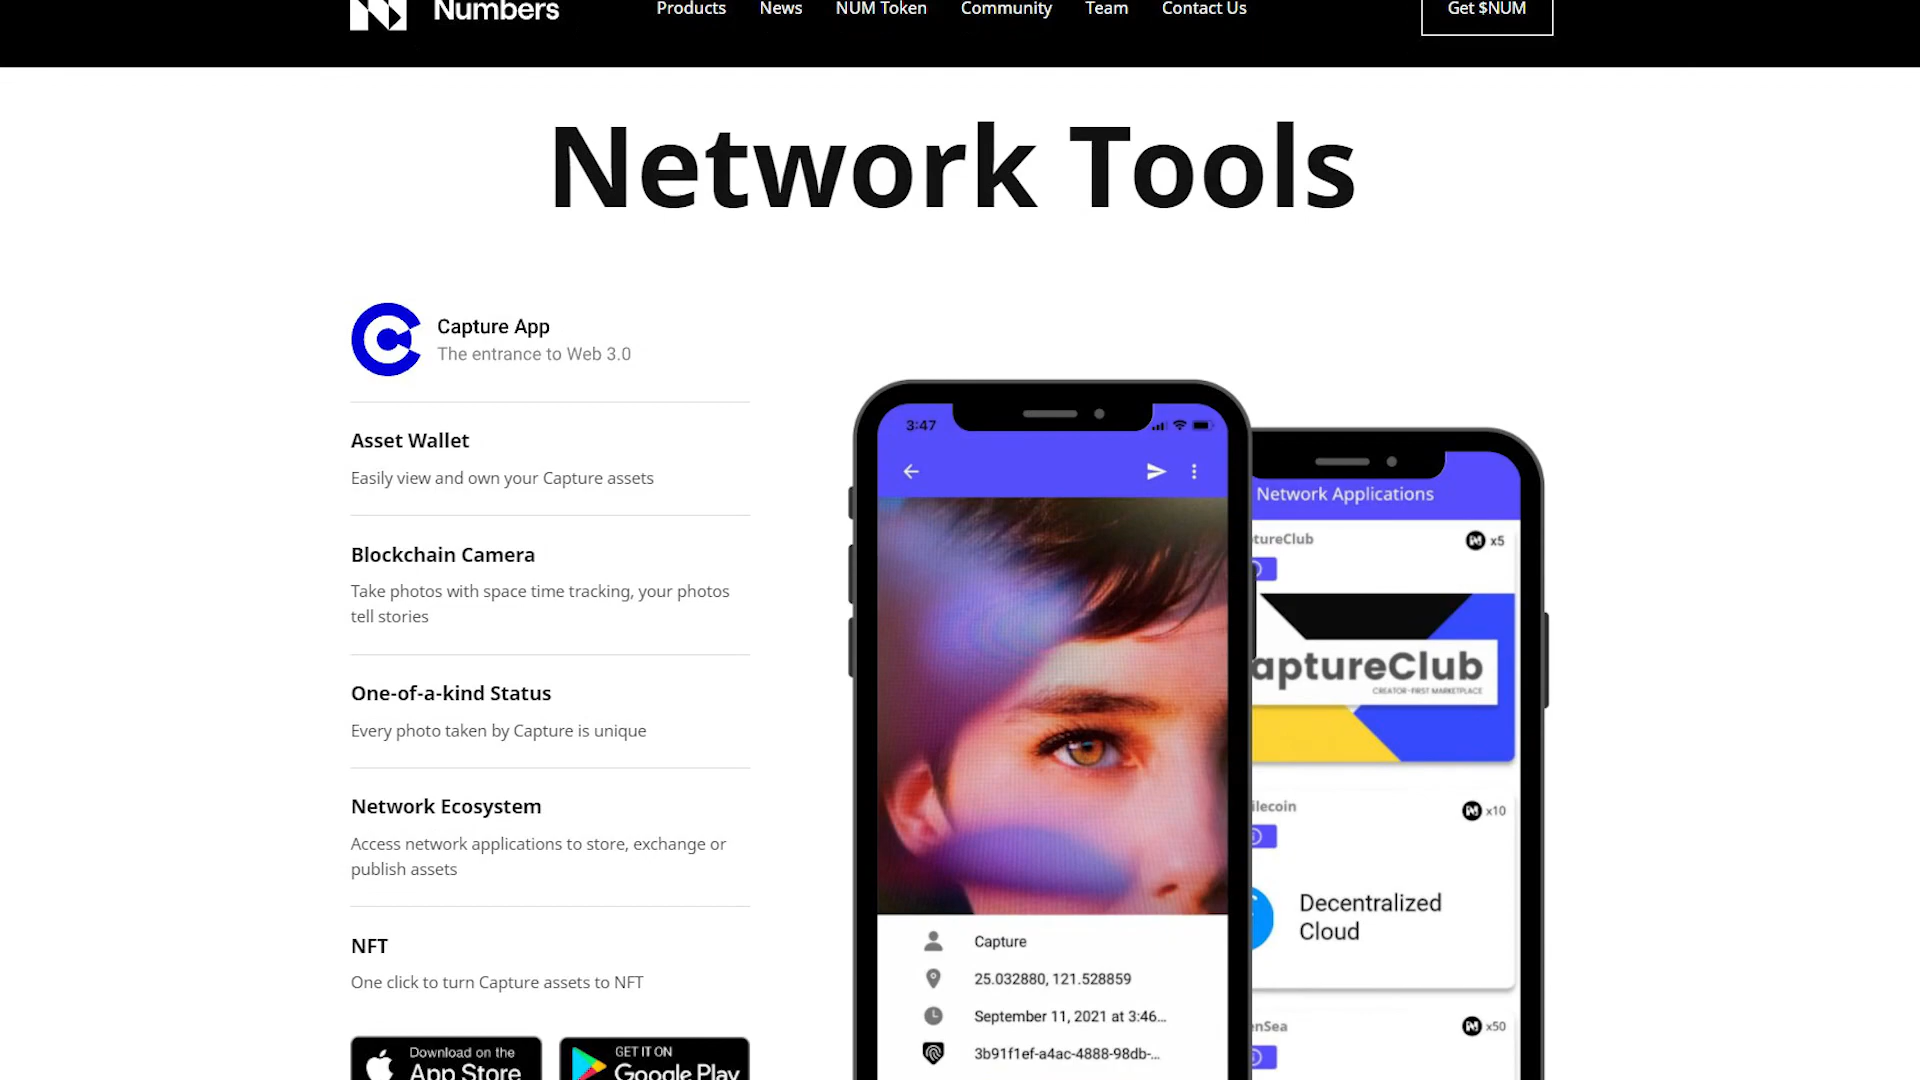 Numbers
Products News NUM Token Community Team Contact Us Get $NUM
Network Tools
Capture App
The entrance to Web 3.0
Asset Wallet
Easily view and own your Capture assets
Blockchain Camera
Take photos with space time tracking, your photos
tell stories
One-of-a-kind Status
Every photo taken by Capture is unique
Network Ecosystem
Access network applications to store, exchange or
publish assets
NFT
One click to turn Capture assets to NFT
Download on the
App Store
GET IT ON
Google Play
3:47
Capture
25.032880, 121.528859
September 11, 2021 at 3:46...
3b91f1ef-a4ac-4888-98db-...
Network Applications
tureClub x5
aptureClub
CREATOR-FIRST MARKETPLACE
ilecoin x10
Decentralized
Cloud
enSea x50